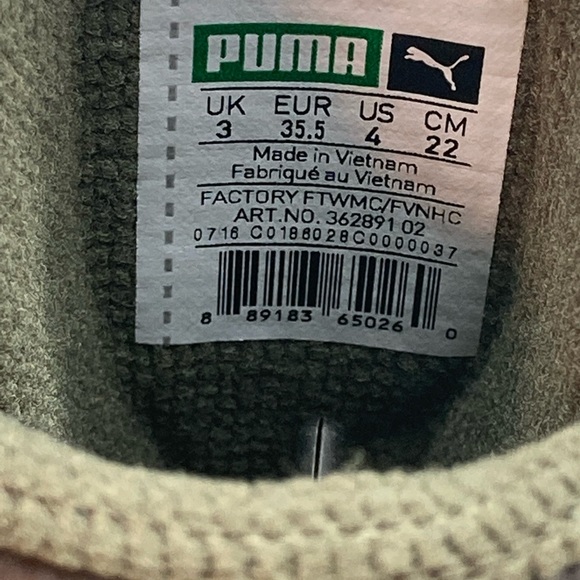 PUMA
UK EUR US CM
3 35.5 4 22
Made in Vietnam
Fabriqué au Vietnam
FACTORY FTWMC/FVNHC
ART.NO. 362891 02
0716 C0186028C0000037
8 89183 65026 0